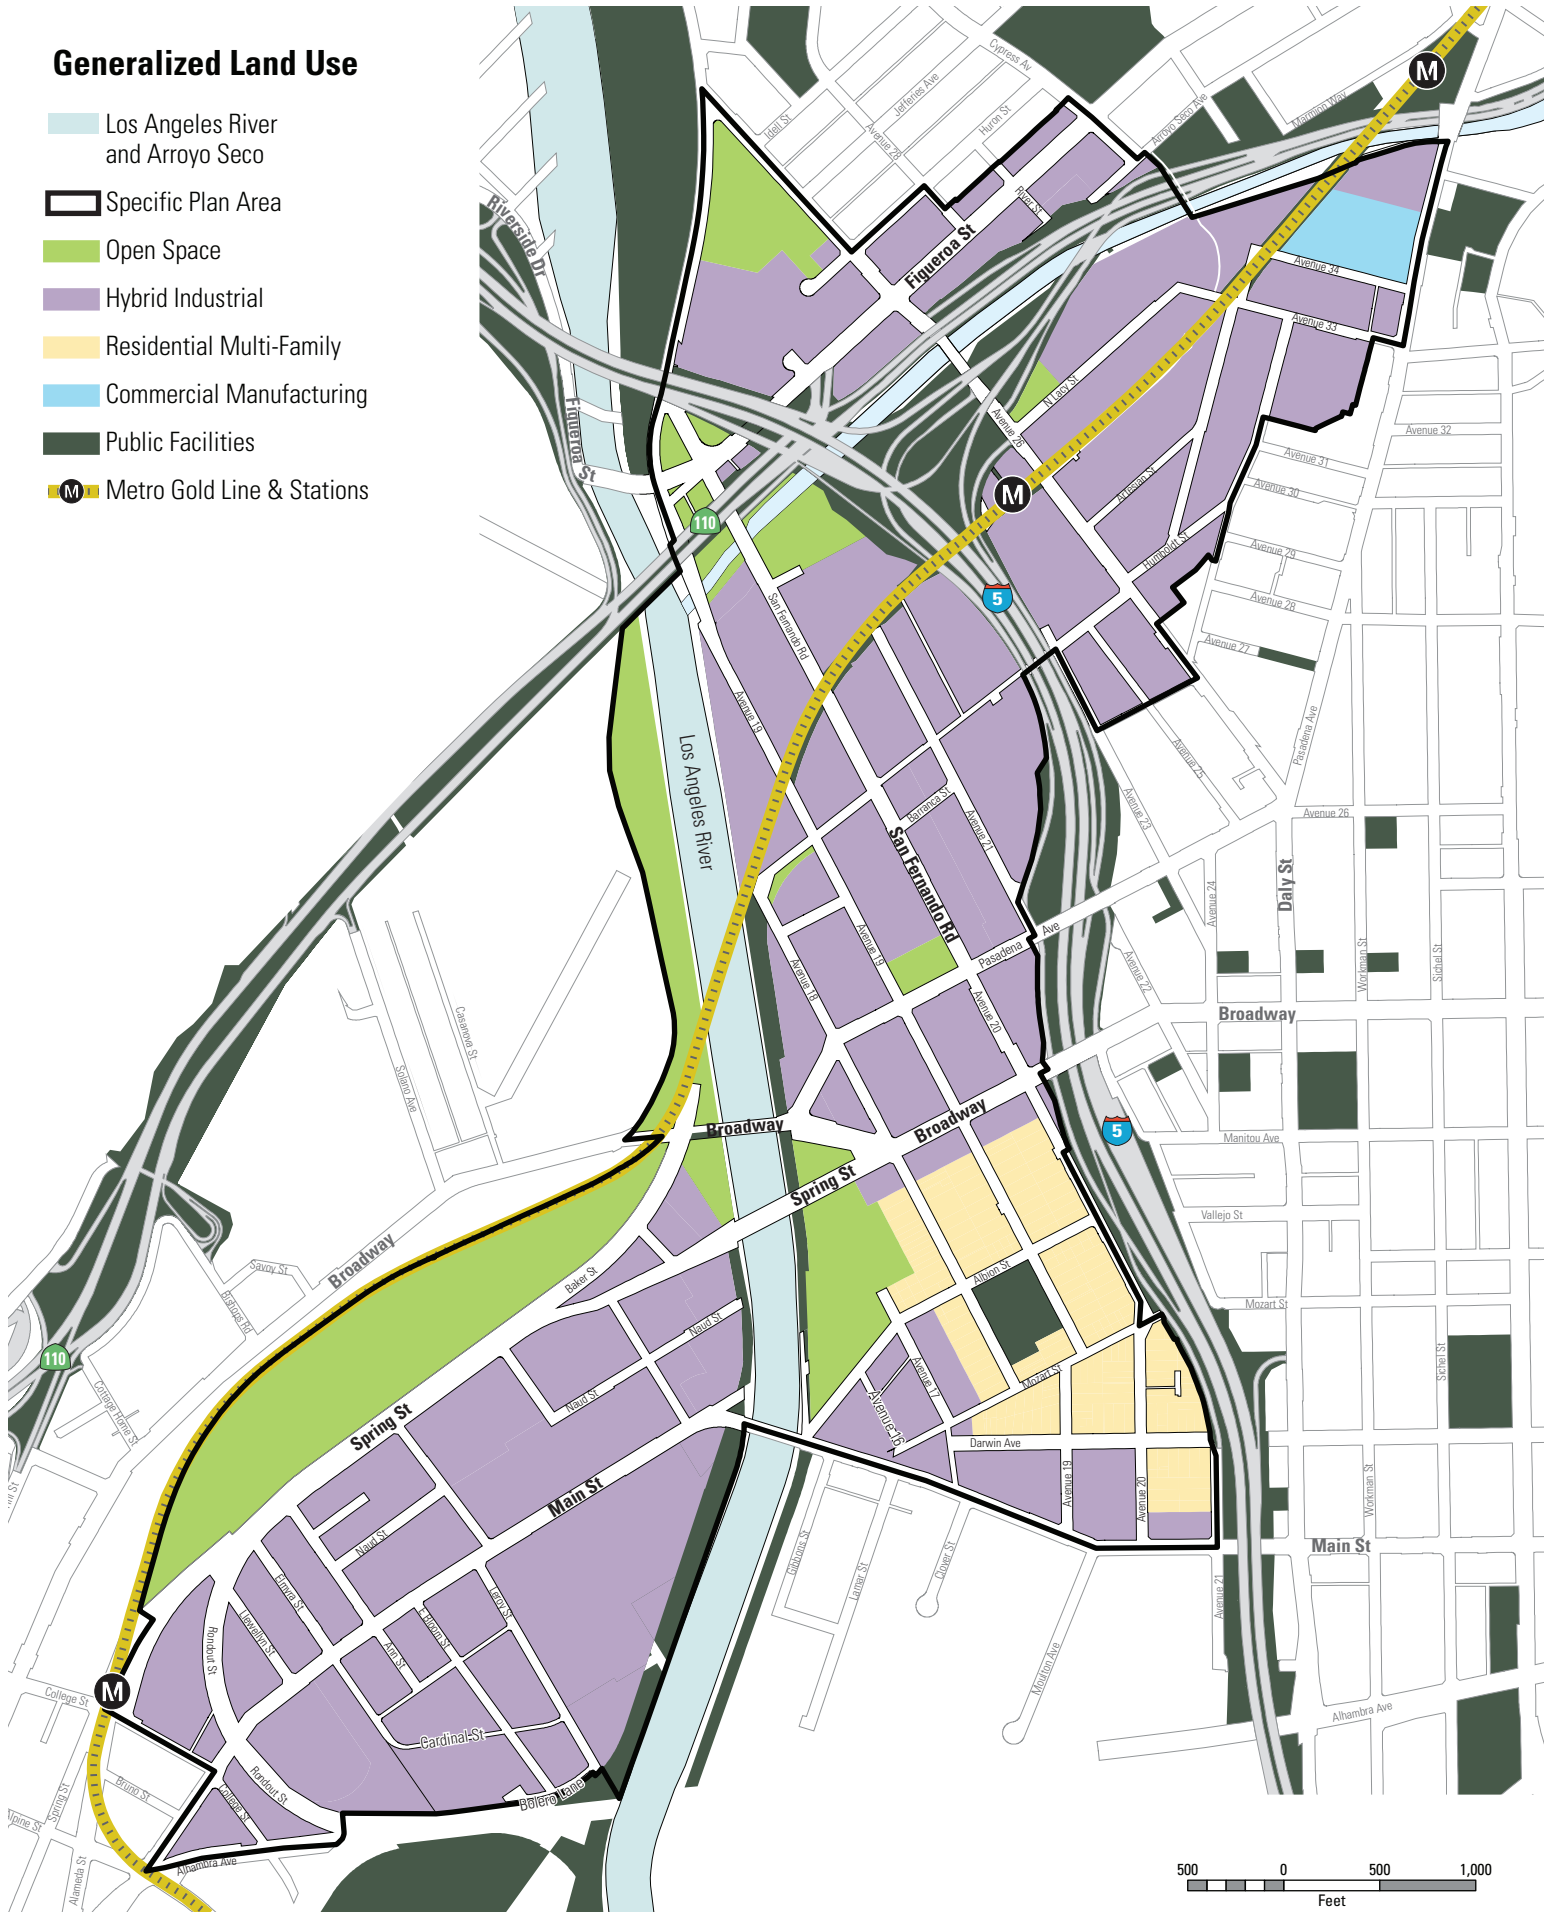 Generalized Land Use
Los Angeles River
and Arroyo Seco
Specific Plan Area
Open Space
Hybrid Industrial
Residential Multi-Family
Commercial Manufacturing
Public Facilities
M
Metro Gold Line & Stations
Cypress Av
Jefferies Ave
Huron St
Idell St
Avenue 28
Arroyo Seco Ave
Marmion Way
M
Riverside Dr
River St
Figueroa St
Avenue 34
Avenue 33
N Lacy St
Avenue 26
Figueroa St
Avenue 32
Avenue 31
Avenue 30
Artesian St
M
110
Humboldt St
Avenue 29
5
Avenue 28
San Fernando Rd
Avenue 27
Avenue 19
Los Angeles River
Avenue 25
Pasadena Ave
Barranca St
Avenue 21
Avenue 23
Avenue 26
San Fernando Rd
Daly St
Avenue 24
Avenue 19
Pasadena
Ave
Avenue 18
Avenue 22
Workman St
Sichel St
Avenue 20
Broadway
Casanova St
Solano Ave
Broadway
Broadway
5
Manitou Ave
Spring St
Vallejo St
Savoy St
Broadway
Bishops Rd
Baker St
Albion St
Mozart St
Naud St
110
Cottage Home St
Mozart St
Avenue 17
Sichel St
Naud St
Avenue 16
Spring St
Darwin Ave
Main St
Avenue 19
Avenue 20
Workman St
Naud St
Main St
Gibbons St
Lamar St
Clover St
Elmyra St
Leroy St
Avenue 21
Llewellyn St
E Bloom St
Rondout St
Ann St
Moulton Ave
M
College St
Alhambra Ave
Cardinal St
Rondout St
Bruno St
College St
Bolero Lane
Spring St
Alpine St
Alhambra Ave
Alameda St
500
0
500
1,000
Feet